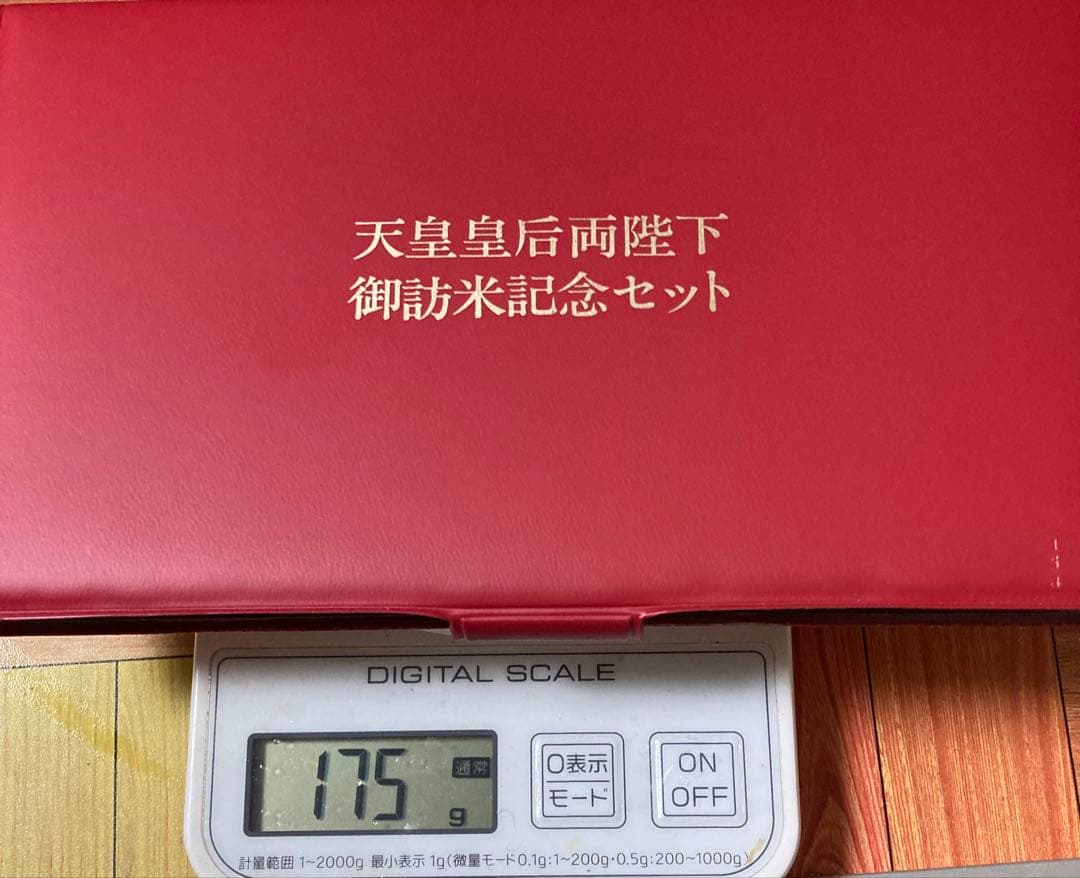 天皇皇后両陛下
御訪米記念セット
DIGITAL SCALE
175 通常 g
0表示
モード
ON
OFF
計量範囲 1~2000g 最小表示 1g(微量モード0.1g:1~200g・0.5g:200~1000g)